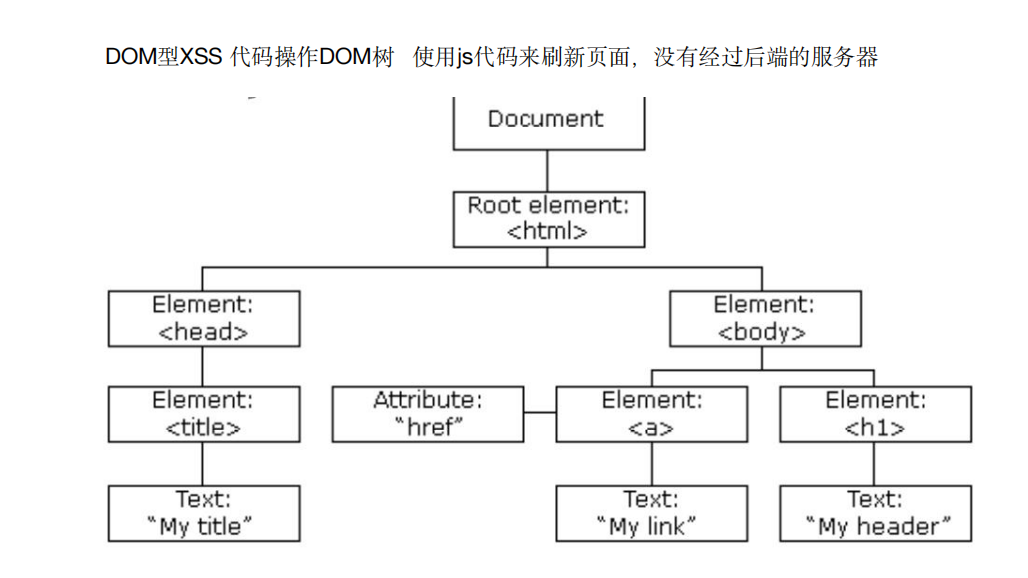 DOM型XSS 代码操作DOM树 使用js代码来刷新页面，没有经过后端的服务器
Document
Root element:
<html>
Element:
<head>
Element:
<body>
Element:
<title>
Attribute:
“href”
Element:
<a>
Element:
<h1>
Text:
“My title”
Text:
“My link”
Text:
“My header”